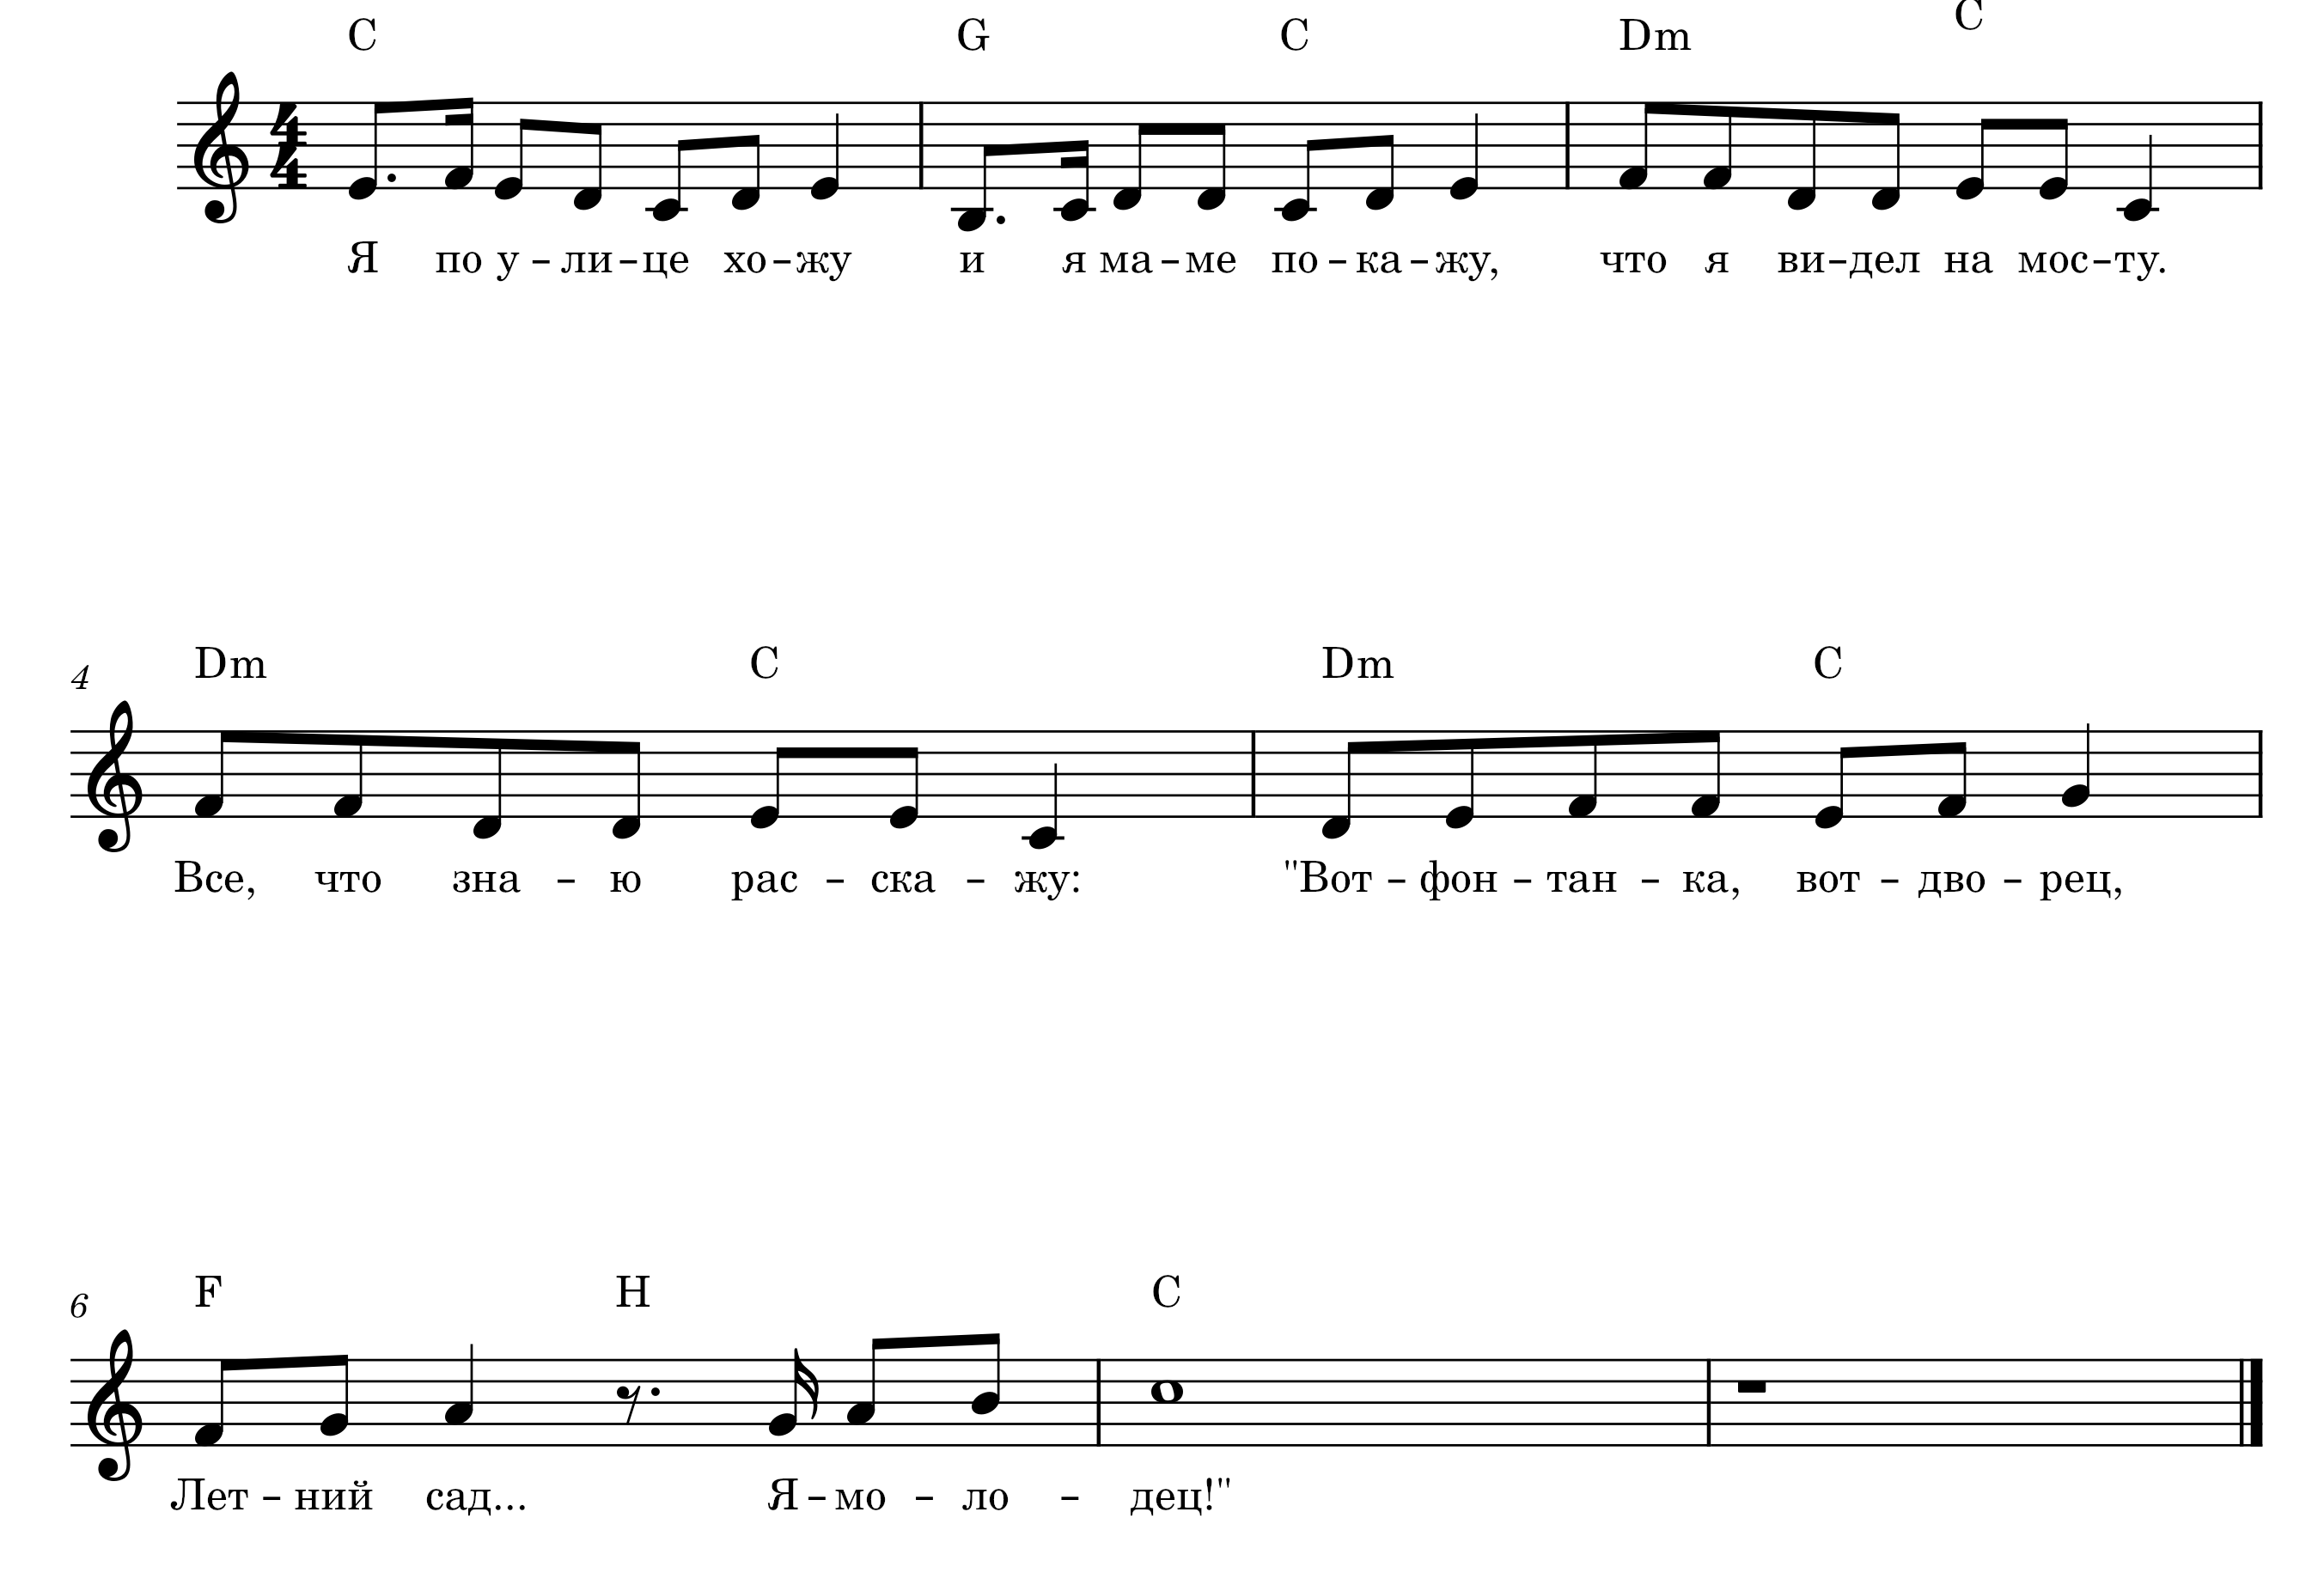 C G C Dm C
4
4
Я по у – ли – це хо – жу и я ма – ме по – ка – жу, что я ви – дел на мос – ту.
4 Dm C Dm C
Все, что зна – ю рас – ска – жу: "Вот – фон – тан – ка, вот – дво – рец,
6 F H C
Лет – ний сад... Я – мо – ло – дец!"